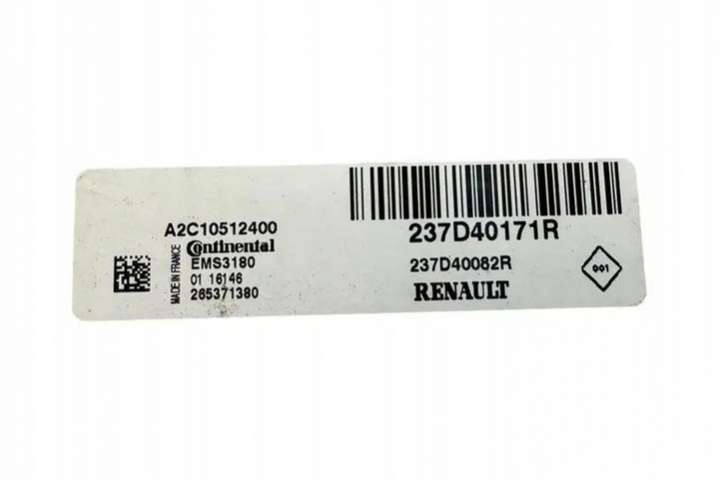 A2C10512400
Continental
EMS3180
01 16146
265371380
MADE IN FRANCE
237D40171R
237D40082R
RENAULT
001